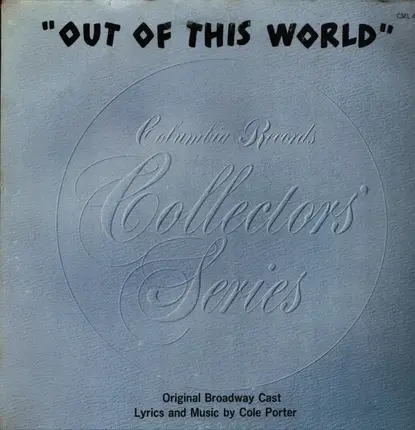 "OUT OF THIS WORLD"
Columbia Records
Collectors'
Series
Original Broadway Cast
Lyrics and Music by Cole Porter